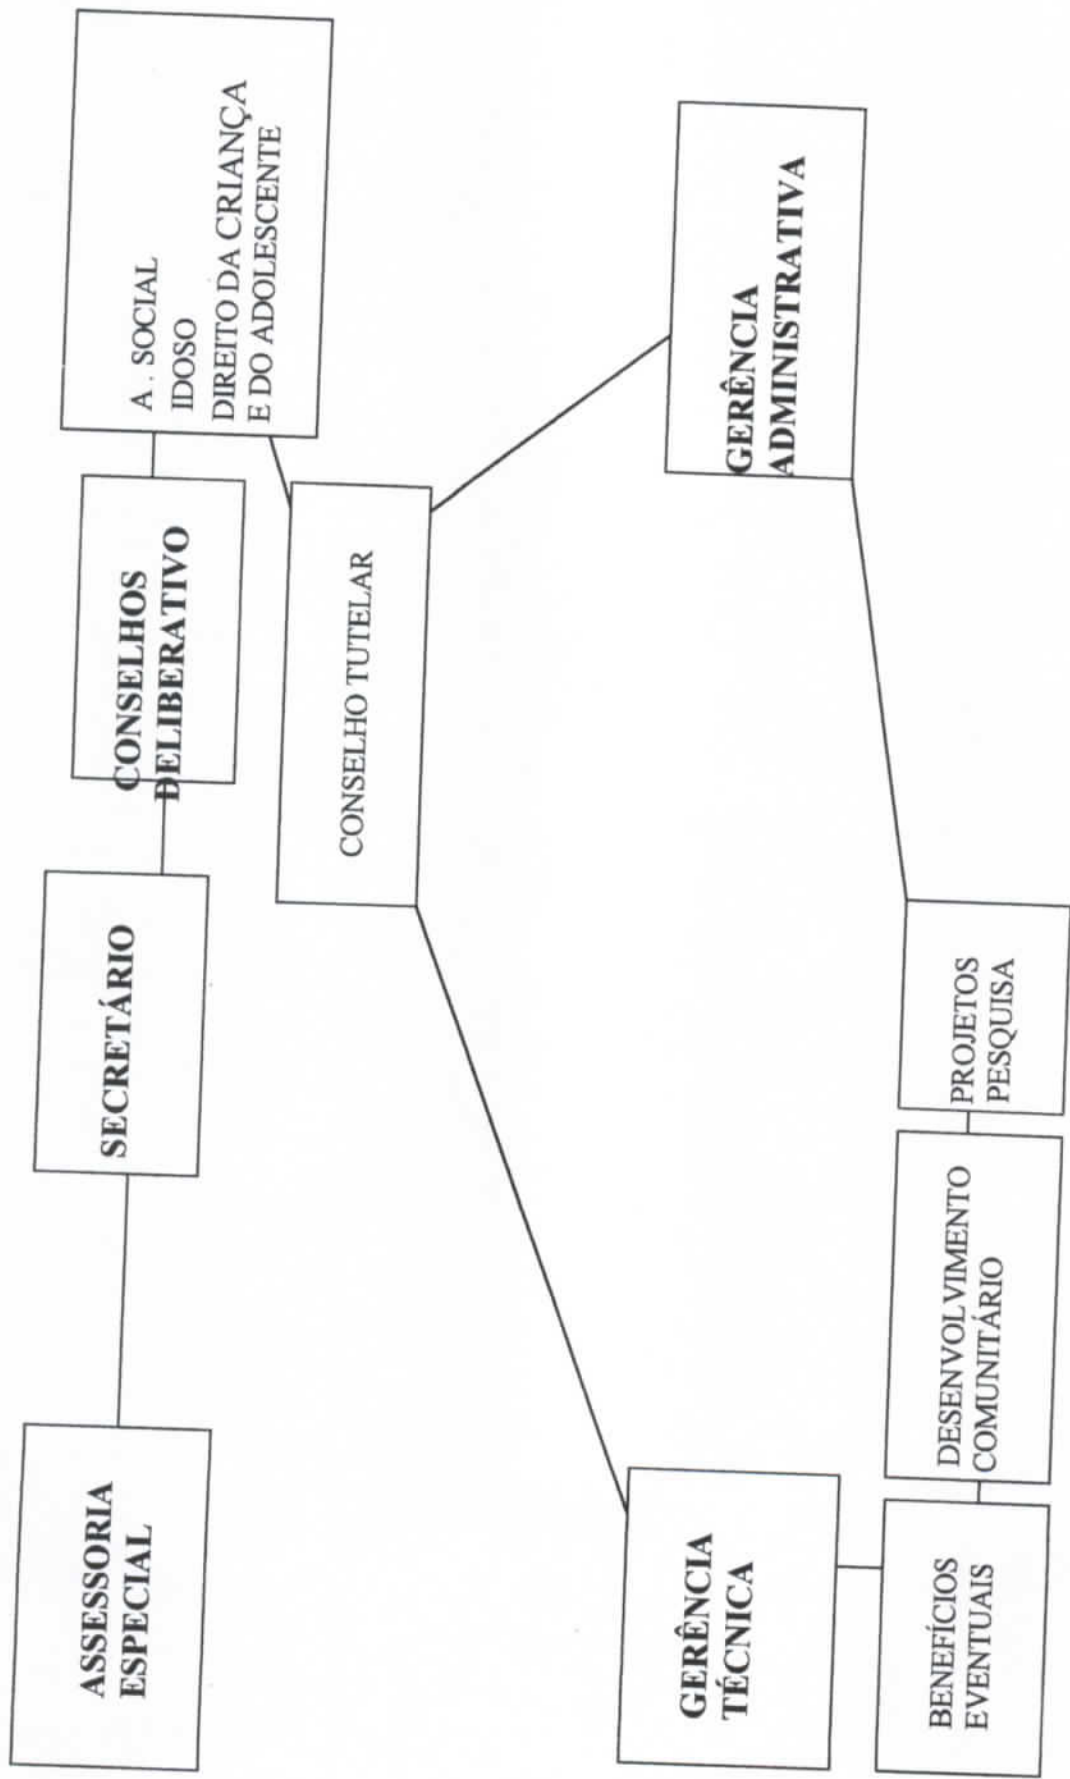 ASSESSORIA
ESPECIAL
SECRETÁRIO
CONSELHOS
DELIBERATIVO
A . SOCIAL
IDOSO
DIREITO DA CRIANÇA
E DO ADOLESCENTE
CONSELHO TUTELAR
GERÊNCIA
TÉCNICA
GERÊNCIA
ADMINISTRATIVA
BENEFÍCIOS
EVENTUAIS
DESENVOLVIMENTO
COMUNITÁRIO
PROJETOS
PESQUISA